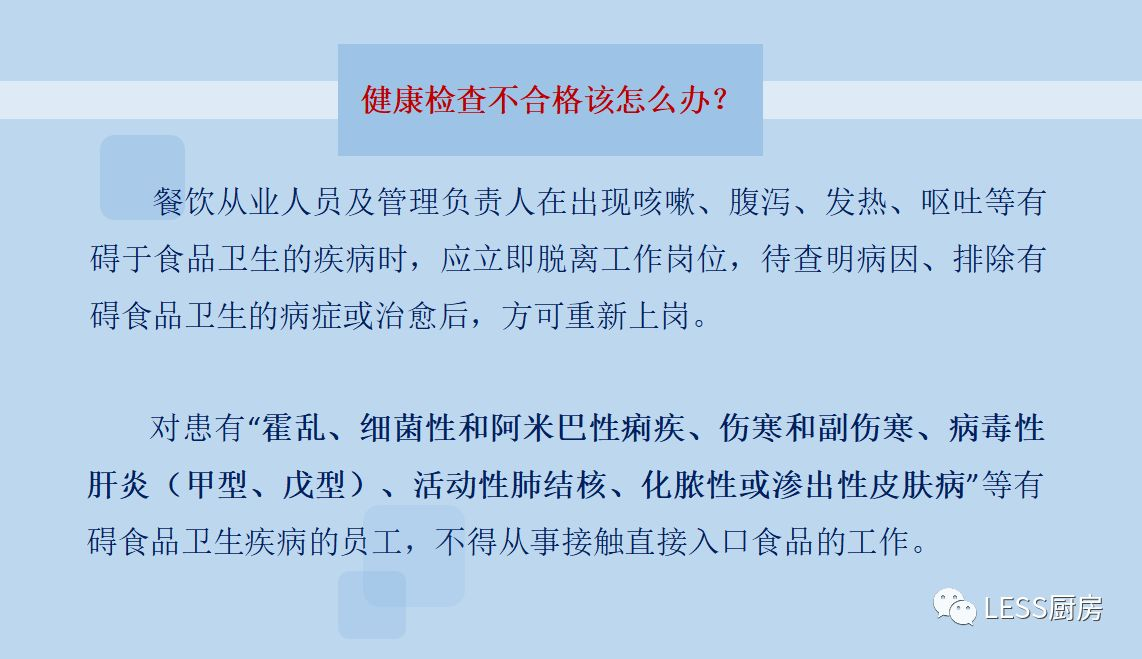 健康检查不合格该怎么办？
餐饮从业人员及管理负责人在出现咳嗽、腹泻、发热、呕吐等有
碍于食品卫生的疾病时，应立即脱离工作岗位，待查明病因、排除有
碍食品卫生的病症或治愈后，方可重新上岗。
对患有“霍乱、细菌性和阿米巴性痢疾、伤寒和副伤寒、病毒性
肝炎（甲型、戊型）、活动性肺结核、化脓性或渗出性皮肤病”等有
碍食品卫生疾病的员工，不得从事接触直接入口食品的工作。
LESS厨房